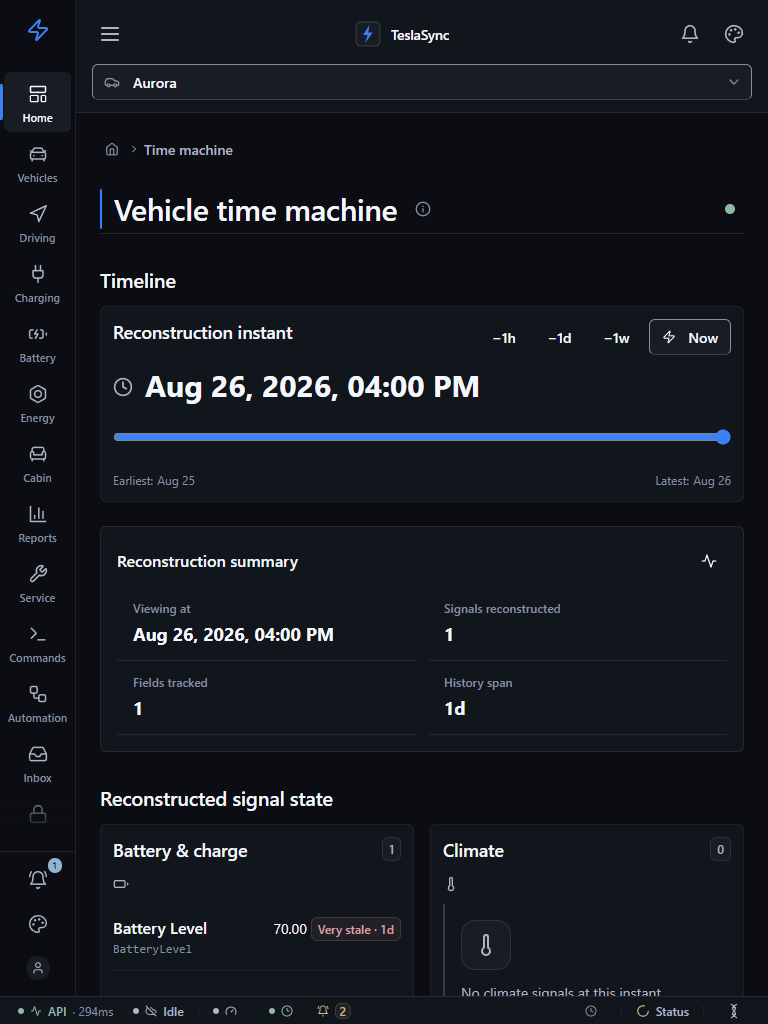 TeslaSync
Aurora
Home
Vehicles
Driving
Charging
Battery
Energy
Cabin
Reports
Service
Commands
Automation
Inbox
1
Time machine
Vehicle time machine
Timeline
Reconstruction instant
−1h −1d −1w Now
Aug 26, 2026, 04:00 PM
Earliest: Aug 25 Latest: Aug 26
Reconstruction summary
Viewing at Signals reconstructed
Aug 26, 2026, 04:00 PM 1
Fields tracked History span
1 1d
Reconstructed signal state
Battery & charge 1
Battery Level 70.00 Very stale · 1d
BatteryLevel
Climate 0
No climate signals at this instant
API · 294ms Idle 2 Status